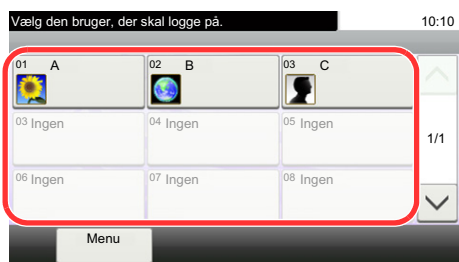 Vælg den bruger, der skal logge på. 10:10
01 A 02 B 03 C
03 Ingen 04 Ingen 05 Ingen
1/1
06 Ingen 07 Ingen 08 Ingen
Menu